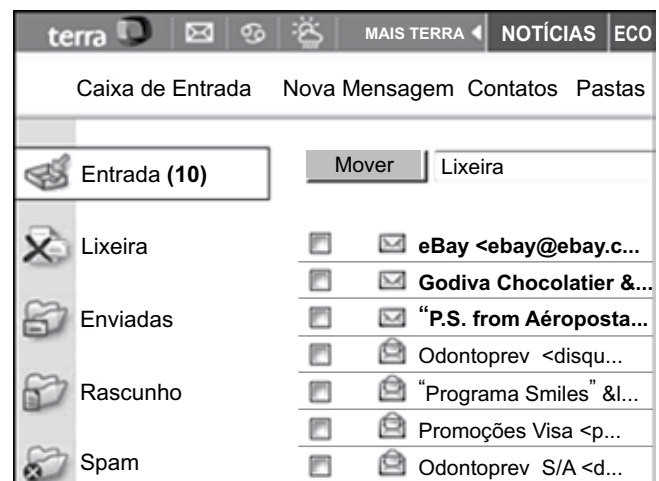 terra MAIS TERRA NOTÍCIAS ECO
Caixa de Entrada Nova Mensagem Contatos Pastas
Entrada (10)
Mover Lixeira
Lixeira
Enviadas
Rascunho
Spam
eBay <ebay@ebay.c...
Godiva Chocolatier &...
“P.S. from Aéroposta...
Odontoprev <disqu...
“Programa Smiles” &l...
Promoções Visa <p...
Odontoprev S/A <d...